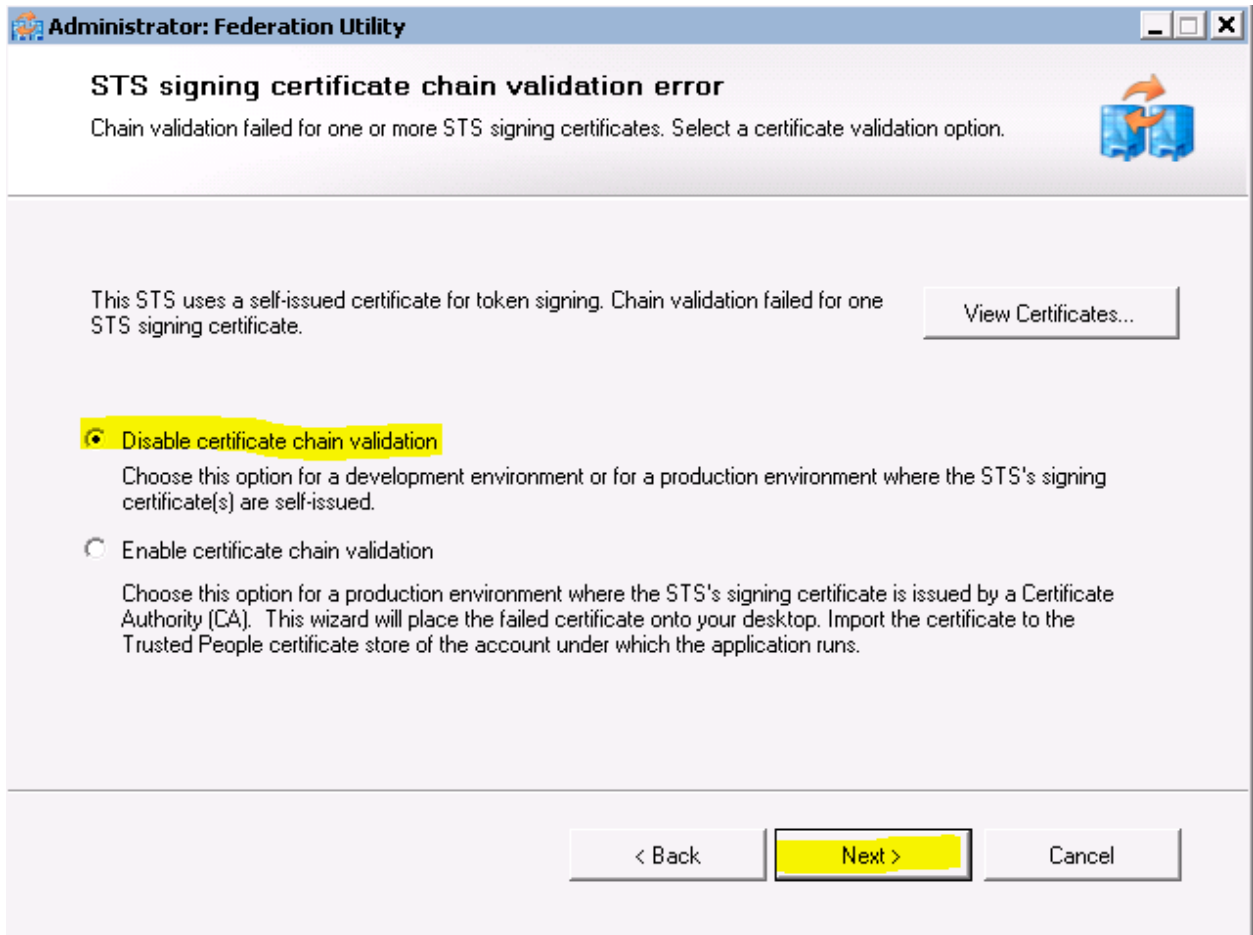 Administrator: Federation Utility
STS signing certificate chain validation error
Chain validation failed for one or more STS signing certificates. Select a certificate validation option.
This STS uses a self-issued certificate for token signing. Chain validation failed for one
STS signing certificate.
View Certificates...
Disable certificate chain validation
Choose this option for a development environment or for a production environment where the STS's signing
certificate(s) are self-issued.
Enable certificate chain validation
Choose this option for a production environment where the STS's signing certificate is issued by a Certificate
Authority (CA).  This wizard will place the failed certificate onto your desktop. Import the certificate to the
Trusted People certificate store of the account under which the application runs.
< Back
Next >
Cancel